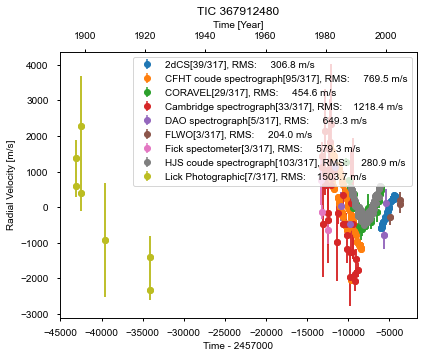 TIC 367912480
Time [Year]
1900 1920 1940 1960 1980 2000
2dCS[39/317], RMS: 306.8 m/s
CFHT coude spectrograph[95/317], RMS: 769.5 m/s
CORAVEL[29/317], RMS: 454.6 m/s
Cambridge spectrograph[33/317], RMS: 1218.4 m/s
DAO spectrograph[5/317], RMS: 649.3 m/s
FLWO[3/317], RMS: 204.0 m/s
Fick spectometer[3/317], RMS: 579.3 m/s
HJS coude spectrograph[103/317], RMS: 280.9 m/s
Lick Photographic[7/317], RMS: 1503.7 m/s
Radial Velocity [m/s]
4000
3000
2000
1000
0
−1000
−2000
−3000
−45000 −40000 −35000 −30000 −25000 −20000 −15000 −10000 −5000
Time - 2457000